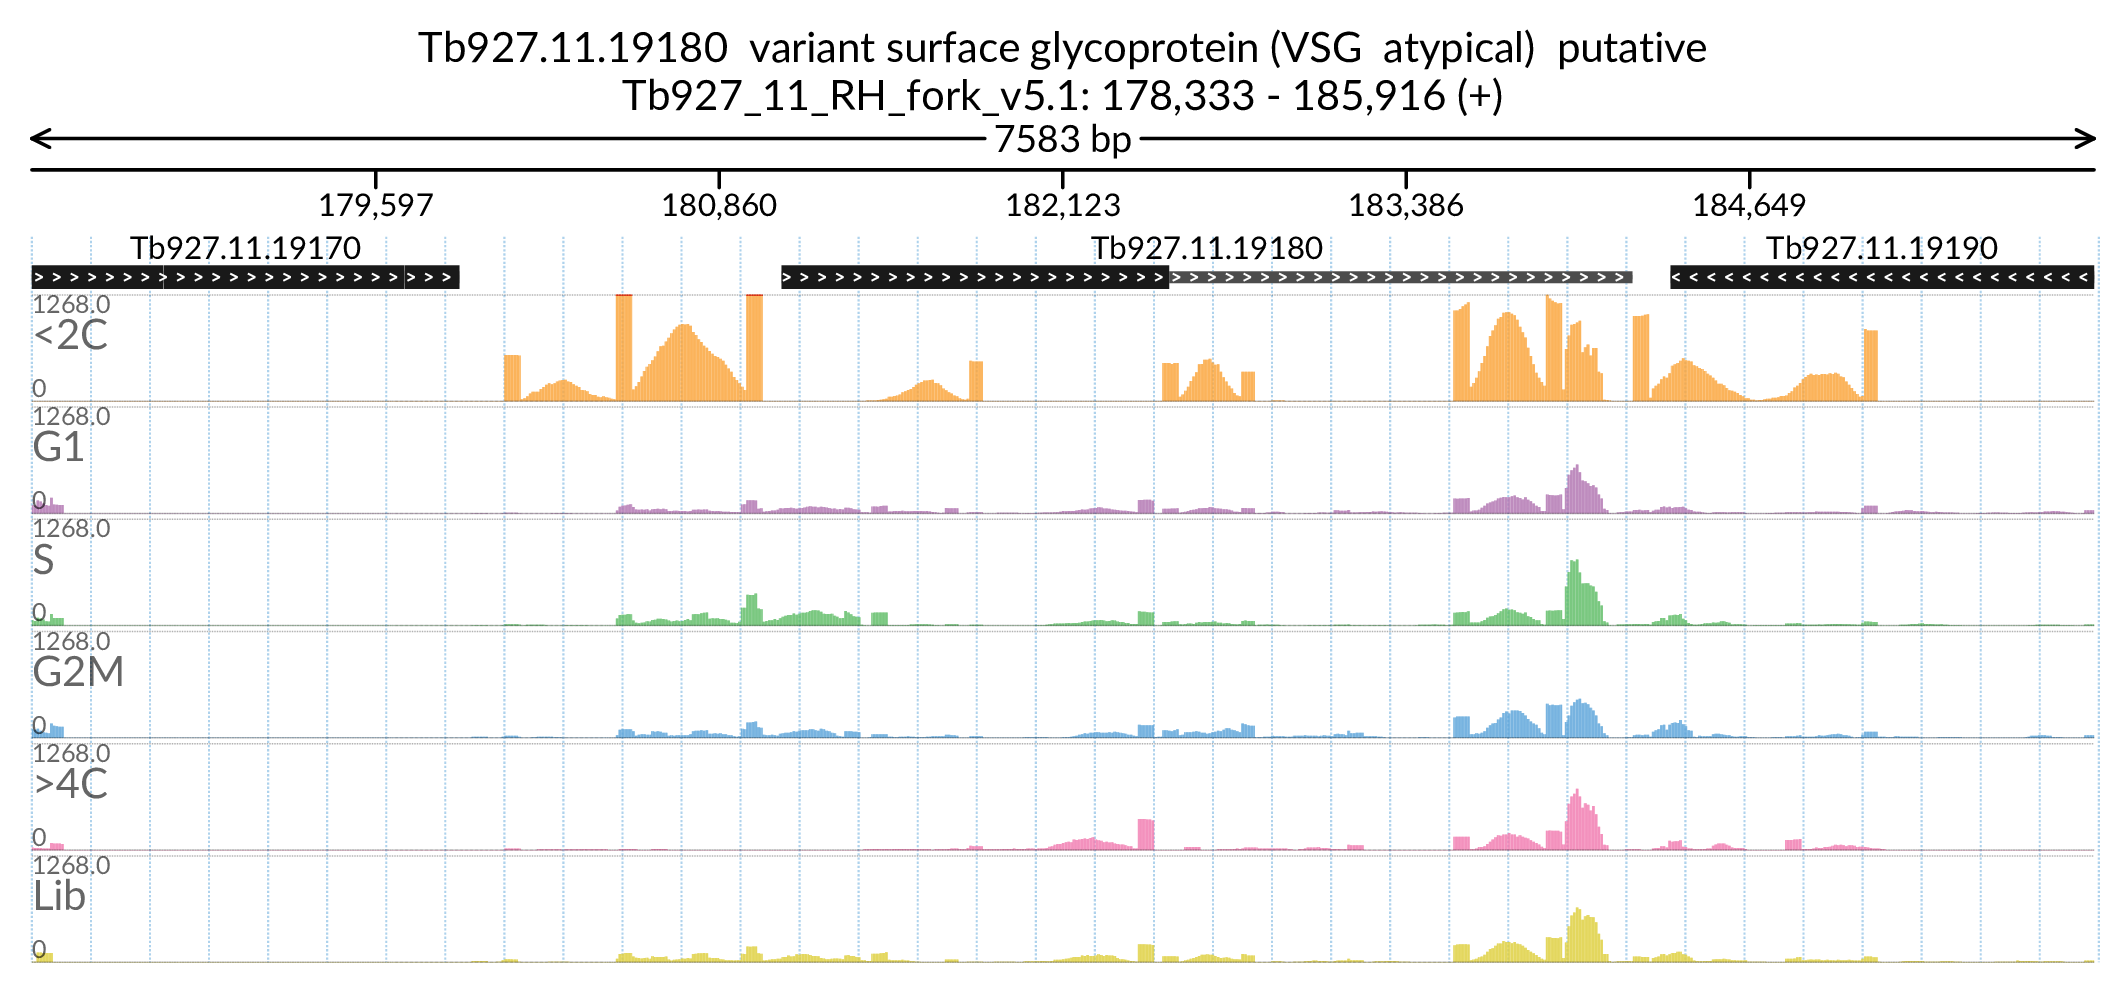 Tb927.11.19180  variant surface glycoprotein (VSG  atypical)  putative
Tb927_11_RH_fork_v5.1: 178,333 - 185,916 (+)
7583 bp
179,597 180,860 182,123 183,386 184,649
Tb927.11.19170 Tb927.11.19180 Tb927.11.19190
1268.0
<2C
0
1268.0
G1
0
1268.0
S
0
1268.0
G2M
0
1268.0
>4C
0
1268.0
Lib
0